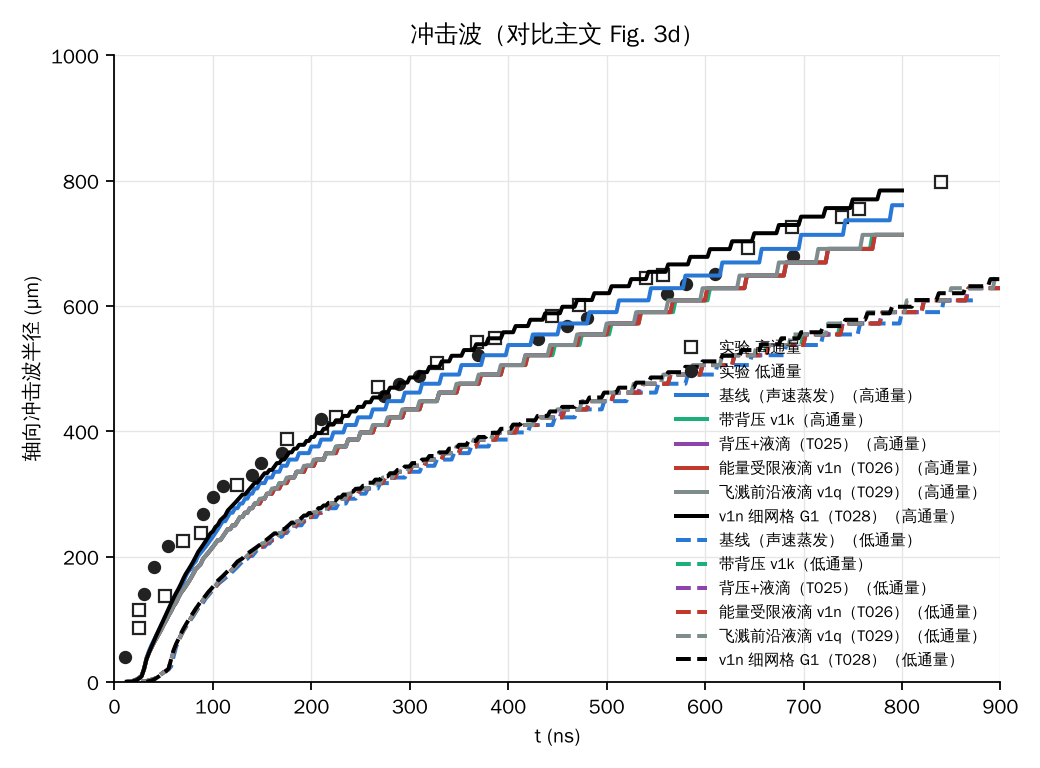 冲击波（对比主文 Fig. 3d）
轴向冲击波半径 (μm)
1000
800
600
400
200
0
实验 高通量
实验 低通量
基线（声速蒸发）（高通量）
带背压 v1k（高通量）
背压+液滴（T025）（高通量）
能量受限液滴 v1n（T026）（高通量）
飞溅前沿液滴 v1q（T029）（高通量）
v1n 细网格 G1（T028）（高通量）
基线（声速蒸发）（低通量）
带背压 v1k（低通量）
背压+液滴（T025）（低通量）
能量受限液滴 v1n（T026）（低通量）
飞溅前沿液滴 v1q（T029）（低通量）
v1n 细网格 G1（T028）（低通量）
0 100 200 300 400 500 600 700 800 900
t (ns)